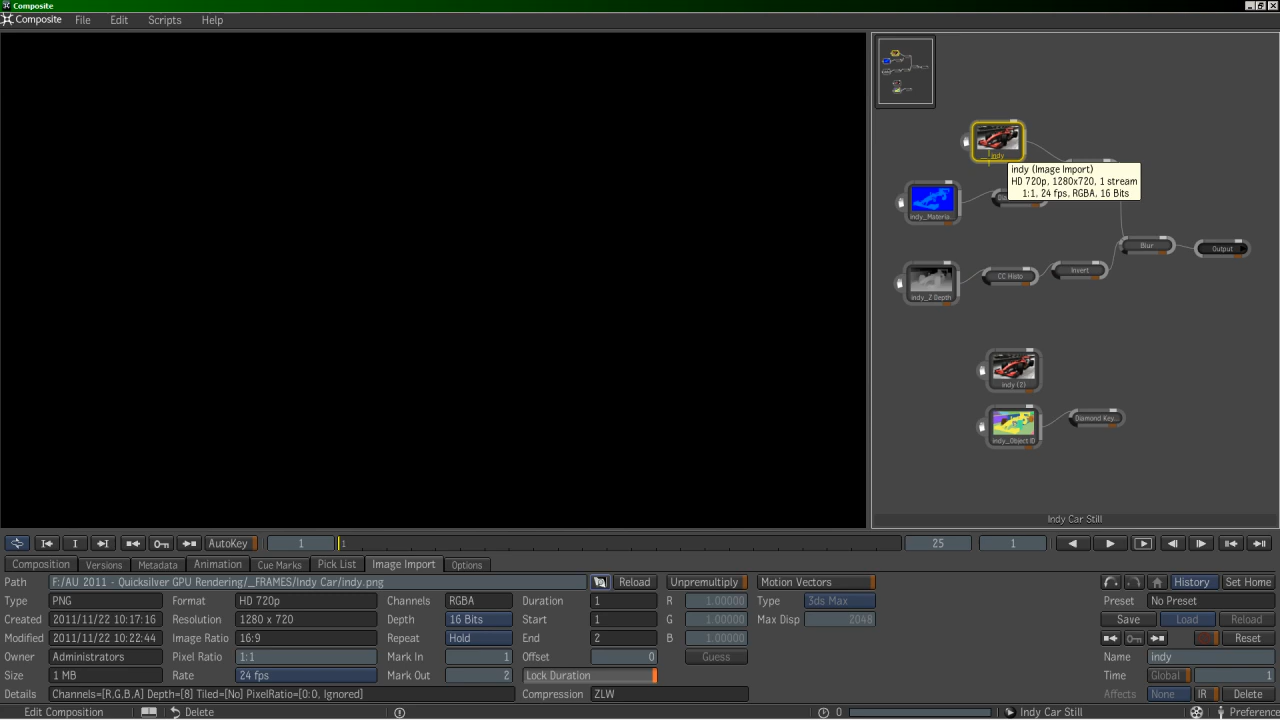 Composite
Composite File Edit Scripts Help
indy
indy (Image Import)
HD 720p, 1280x720, 1 stream
1:1, 24 fps, RGBA, 16 Bits
indy_Materia...
Blur
Output
CC Histo
Invert
indy_Z Depth
indy (2)
Diamond Key...
indy_Object ID
Indy Car Still
AutoKey 1 1 25 1
Composition Versions Metadata Animation Cue Marks Pick List Image Import Options
Path F:/AU 2011 - Quicksilver GPU Rendering/_FRAMES/Indy Car/indy.png Reload Unpremultiply Motion Vectors History Set Home
Type PNG Format HD 720p Channels RGBA Duration 1 R 1.00000 Type 3ds Max Preset No Preset
Created 2011/11/22 10:17:16 Resolution 1280 x 720 Depth 16 Bits Start 1 G 1.00000 Max Disp 2048 Save Load Reload
Modified 2011/11/22 10:22:44 Image Ratio 16:9 Repeat Hold End 2 B 1.00000 Reset
Owner Administrators Pixel Ratio 1:1 Mark In 1 Offset 0 Guess Name indy
Size 1 MB Rate 24 fps Mark Out 2 Lock Duration Time Global 1
Details Channels=[R,G,B,A] Depth=[8] Tiled=[No] PixelRatio=[0:0, Ignored] Compression ZLW Affects None IR Delete
Edit Composition Delete 0 Indy Car Still Preference